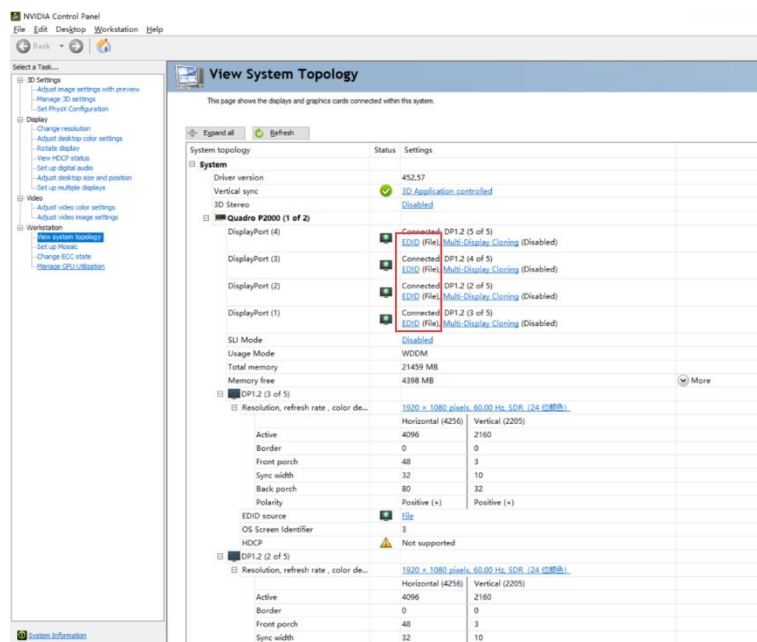 NVIDIA Control Panel
File Edit Desktop Workstation Help
Back
Select a Task...
3D Settings
Adjust image settings with preview
Manage 3D settings
Set PhysX Configuration
Display
Change resolution
Adjust desktop color settings
Rotate display
View HDCP status
Set up digital audio
Adjust desktop size and position
Set up multiple displays
Video
Adjust video color settings
Adjust video image settings
Workstation
View system topology
Set up Mosaic
Change ECC state
Manage GPU Utilization
System Information
View System Topology
This page shows the displays and graphics cards connected within this system.
Expand all Refresh
System topology Status Settings
System
Driver version 452.57
Vertical sync 3D Application controlled
3D Stereo Disabled
Quadro P2000 (1 of 2)
DisplayPort (4) Connected, DP1.2 (5 of 5)
EDID (File), Multi-Display Cloning (Disabled)
DisplayPort (3) Connected, DP1.2 (4 of 5)
EDID (File), Multi-Display Cloning (Disabled)
DisplayPort (2) Connected, DP1.2 (2 of 5)
EDID (File), Multi-Display Cloning (Disabled)
DisplayPort (1) Connected, DP1.2 (3 of 5)
EDID (File), Multi-Display Cloning (Disabled)
SLI Mode Disabled
Usage Mode WDDM
Total memory 21459 MB
Memory free 4398 MB More
DP1.2 (3 of 5)
Resolution, refresh rate , color de... 1920 × 1080 pixels, 60.00 Hz, SDR (24 位颜色)
Horizontal (4256) Vertical (2205)
Active 4096 2160
Border 0 0
Front porch 48 3
Sync width 32 10
Back porch 80 32
Polarity Positive (+) Positive (+)
EDID source File
OS Screen Identifier 3
HDCP Not supported
DP1.2 (2 of 5)
Resolution, refresh rate , color de... 1920 × 1080 pixels, 60.00 Hz, SDR (24 位颜色)
Horizontal (4256) Vertical (2205)
Active 4096 2160
Border 0 0
Front porch 48 3
Sync width 32 10